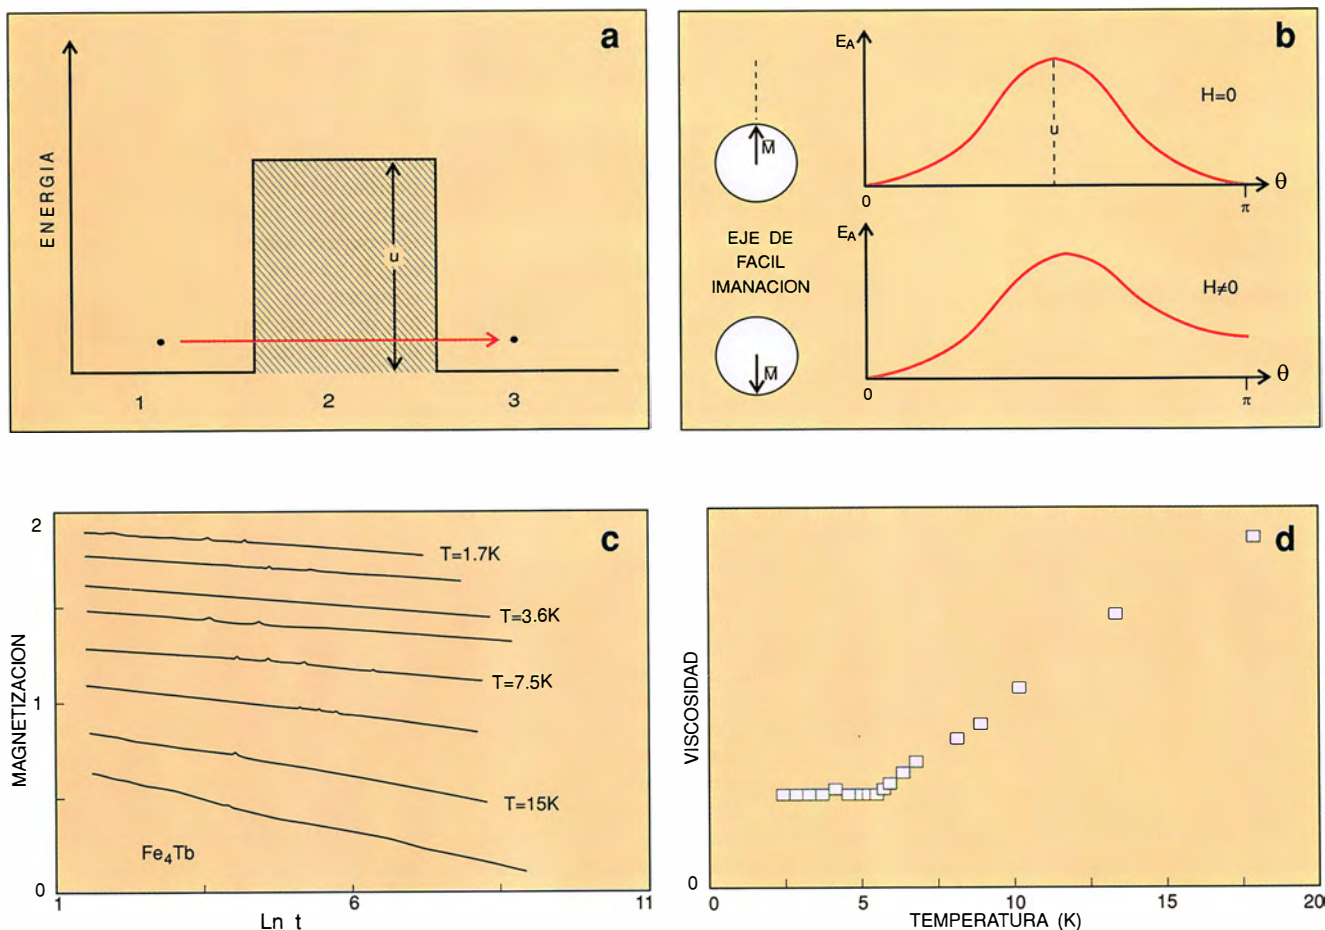 a
ENERGIA
u
1 2 3
b
E_A
H=0
M̅
u
0 π θ
EJE DE
FACIL
IMANACION
E_A
H≠0
M̅
0 π θ
c
2
T=1.7K
T=3.6K
MAGNETIZACION
T=7.5K
1
T=15K
Fe₄Tb
0
1 6 11
Ln t
d
VISCOSIDAD
0
0 5 10 15 20
TEMPERATURA (K)